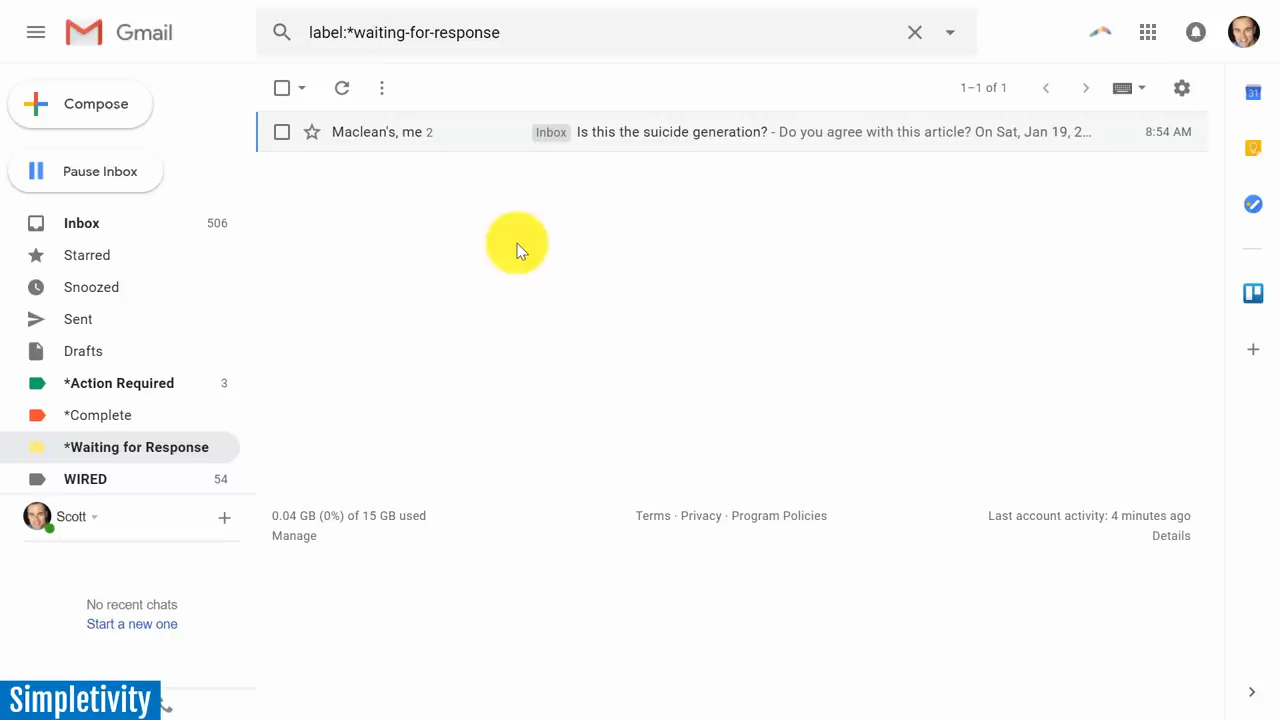 Gmail
label:*waiting-for-response
Compose
1–1 of 1
Maclean's, me 2 Inbox Is this the suicide generation? - Do you agree with this article? On Sat, Jan 19, 2... 8:54 AM
Pause Inbox
Inbox 506
Starred
Snoozed
Sent
Drafts
*Action Required 3
*Complete
*Waiting for Response
WIRED 54
Scott
0.04 GB (0%) of 15 GB used
Manage
Terms · Privacy · Program Policies
Last account activity: 4 minutes ago
Details
No recent chats
Start a new one
Simpletivity
31